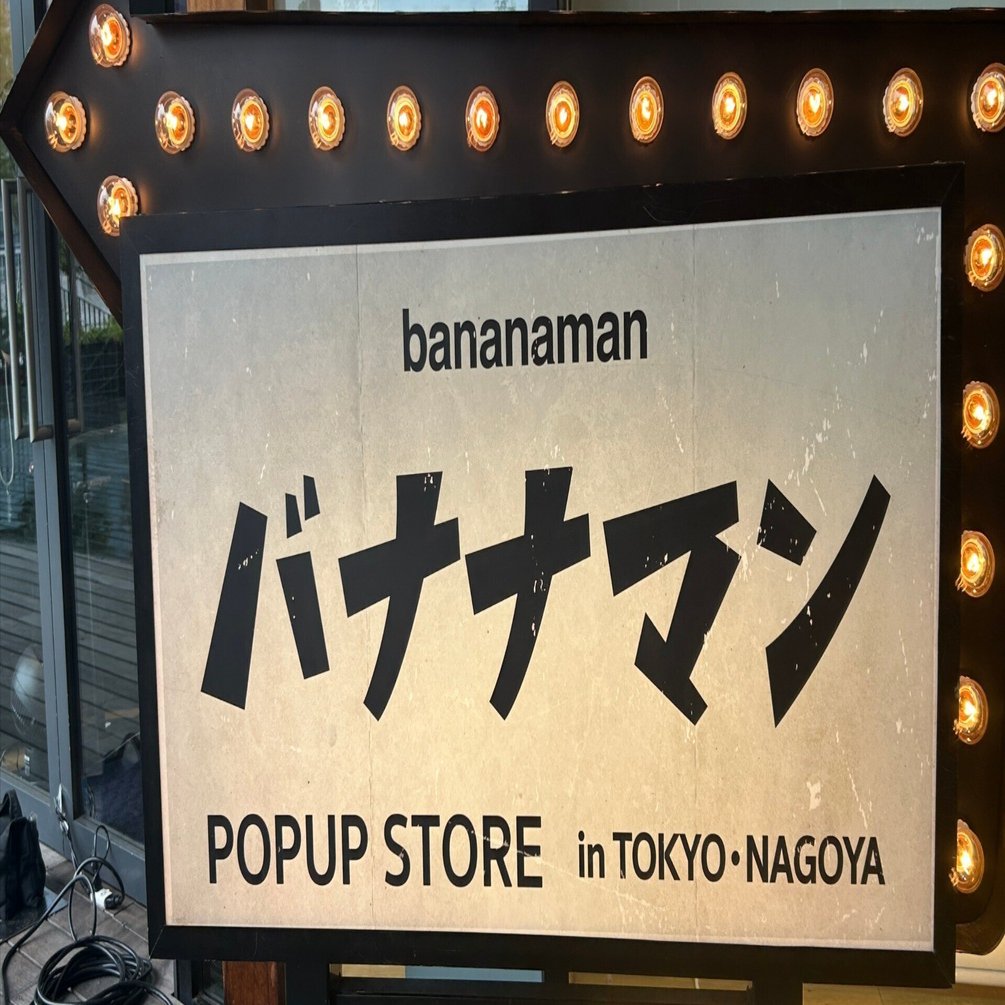 bananaman
バナナマン
POPUP STORE in TOKYO・NAGOYA